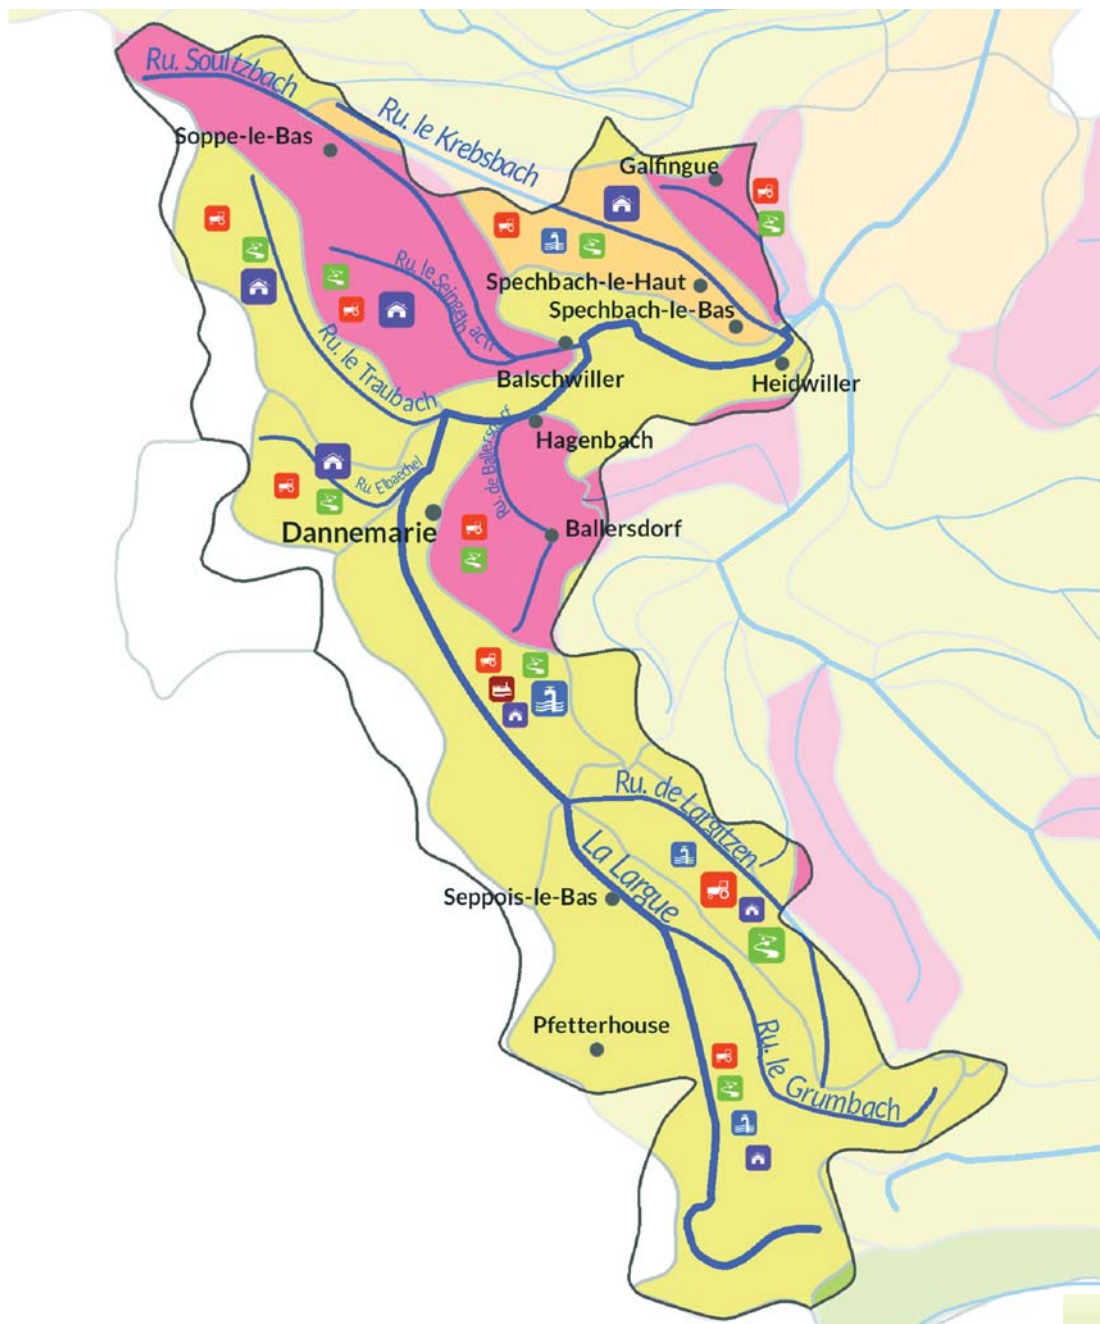 Ru. Soultzbach
Ru. le Krebsbach
Soppe-le-Bas
Galfingue
Ru. le Seingelbach
Spechbach-le-Haut
Spechbach-le-Bas
Ru. le Traubach
Balschwiller
Heidwiller
Ru. de Ballersdorf
Hagenbach
Ru. Elbaechel
Dannemarie
Ballersdorf
Ru. de Largitzen
La Largue
Seppois-le-Bas
Pfetterhouse
Ru. le Grumbach